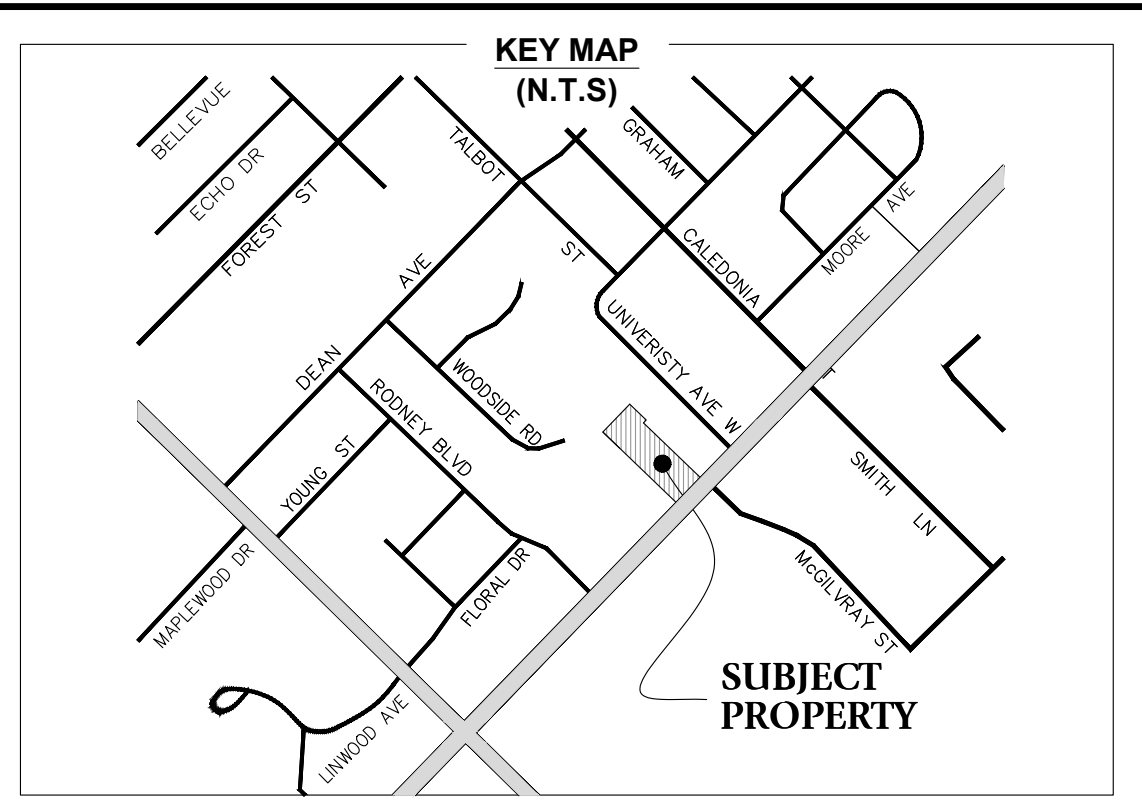 KEY MAP
(N.T.S)
BELLEVUE
ECHO DR
FOREST ST
TALBOT ST
GRAHAM
CALEDONIA
MOORE AVE
DEAN AVE
UNIVERISTY AVE W
WOODSIDE RD
RODNEY BLVD
YOUNG ST
SMITH LN
MAPLEWOOD DR
FLORAL DR
McGILVRAY ST
LINWOOD AVE
SUBJECT
PROPERTY